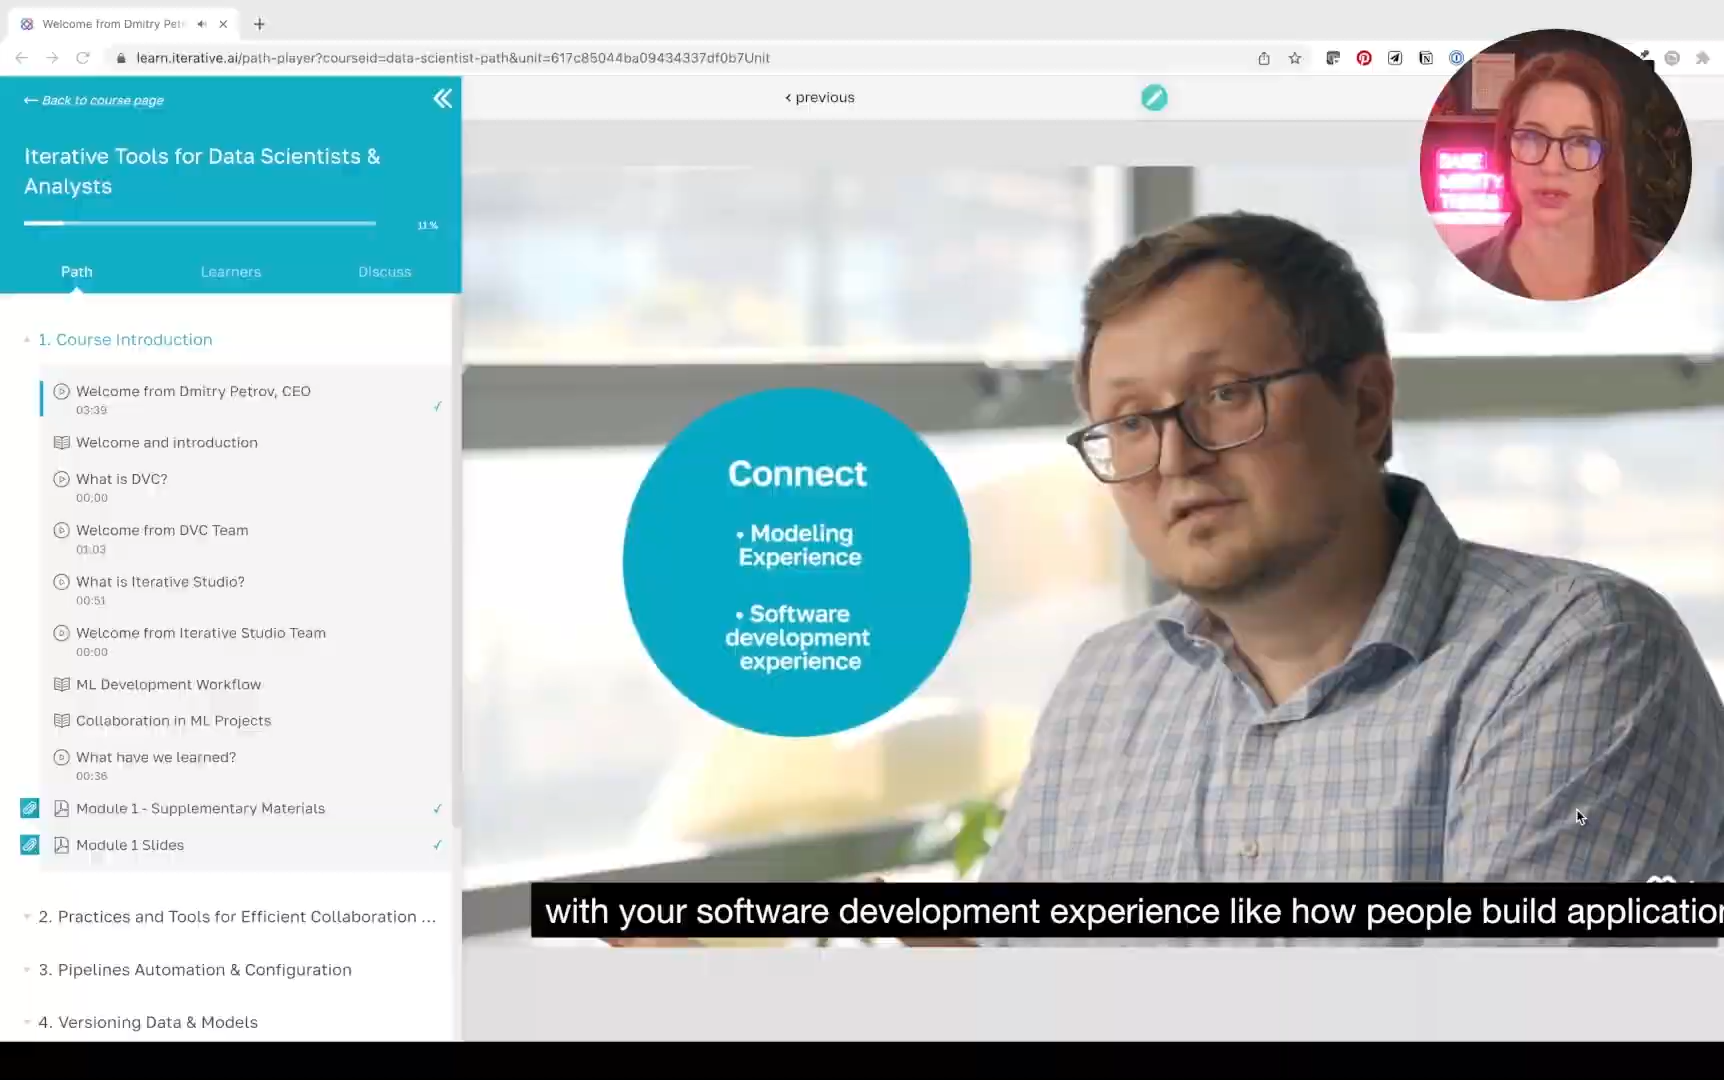 Welcome from Dmitry Petr
learn.iterative.ai/path-player?courseid=data-scientist-path&unit=617c85044ba09434337df0b7Unit
← Back to course page
‹ previous
Iterative Tools for Data Scientists &
Analysts
11%
Path
Learners
Discuss
1. Course Introduction
Welcome from Dmitry Petrov, CEO
03:39
Welcome and introduction
What is DVC?
00:00
Welcome from DVC Team
01:03
What is Iterative Studio?
00:51
Welcome from Iterative Studio Team
00:00
ML Development Workflow
Collaboration in ML Projects
What have we learned?
00:36
Module 1 - Supplementary Materials
Module 1 Slides
2. Practices and Tools for Efficient Collaboration ...
3. Pipelines Automation & Configuration
4. Versioning Data & Models
Connect
• Modeling
Experience
• Software
development
experience
with your software development experience like how people build application
DARE
MIGHTY
THINGS